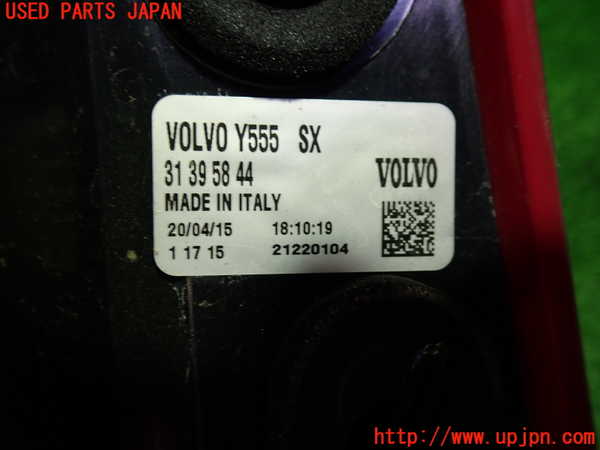 USED PARTS JAPAN
VOLVO Y555 SX
31 39 58 44
VOLVO
MADE IN ITALY
20/04/15 18:10:19
1 17 15 21220104
http://www.upjpn.com/